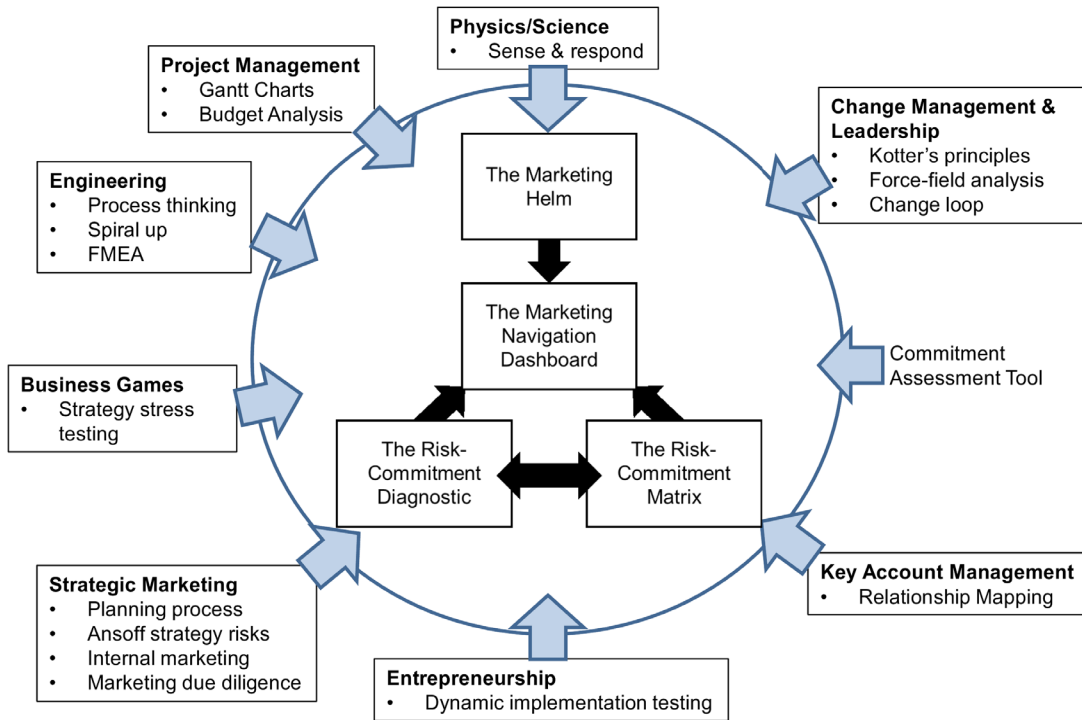 Physics/Science
• Sense & respond
Project Management
• Gantt Charts
• Budget Analysis
Change Management &
Leadership
• Kotter's principles
• Force-field analysis
• Change loop
Engineering
• Process thinking
• Spiral up
• FMEA
The Marketing
Helm
The Marketing
Navigation
Dashboard
Commitment
Assessment Tool
Business Games
• Strategy stress
testing
The Risk-
Commitment
Diagnostic
The Risk-
Commitment
Matrix
Strategic Marketing
• Planning process
• Ansoff strategy risks
• Internal marketing
• Marketing due diligence
Key Account Management
• Relationship Mapping
Entrepreneurship
• Dynamic implementation testing